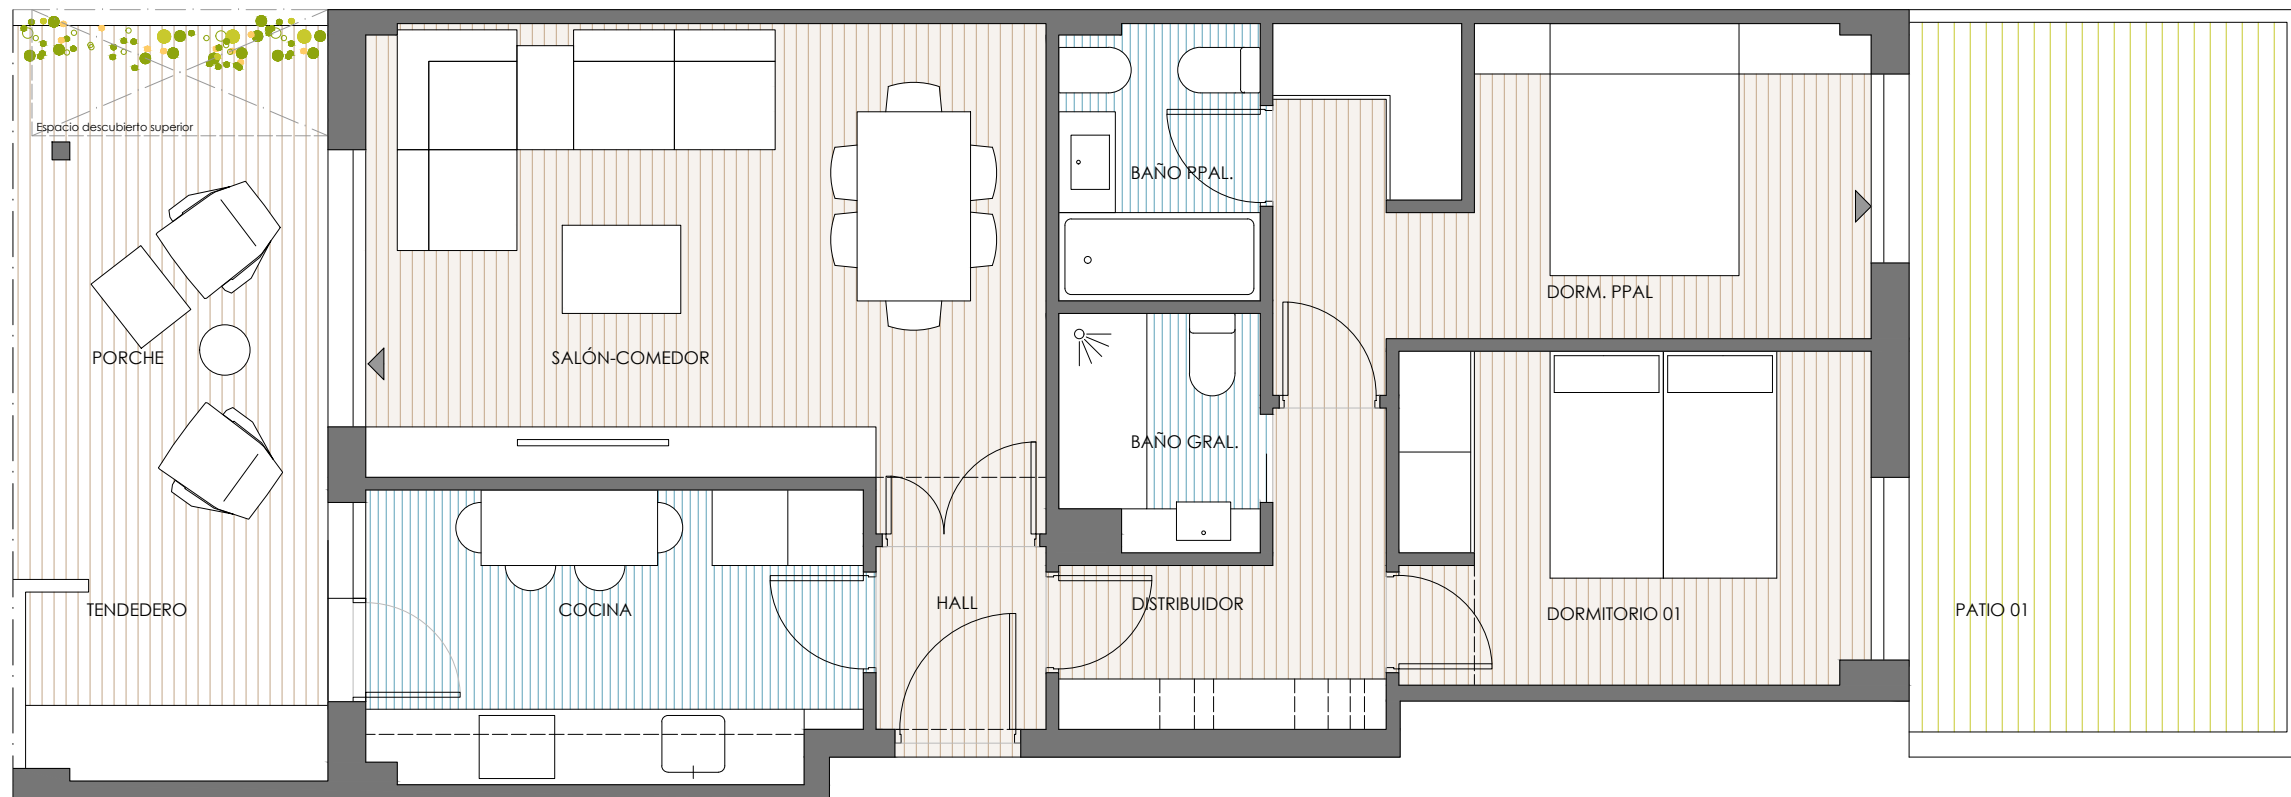 Espacio descubierto superior
BAÑO PPAL.
DORM. PPAL
PORCHE
SALÓN-COMEDOR
BAÑO GRAL.
TENDEDERO
COCINA
HALL
DISTRIBUIDOR
DORMITORIO 01
PATIO 01